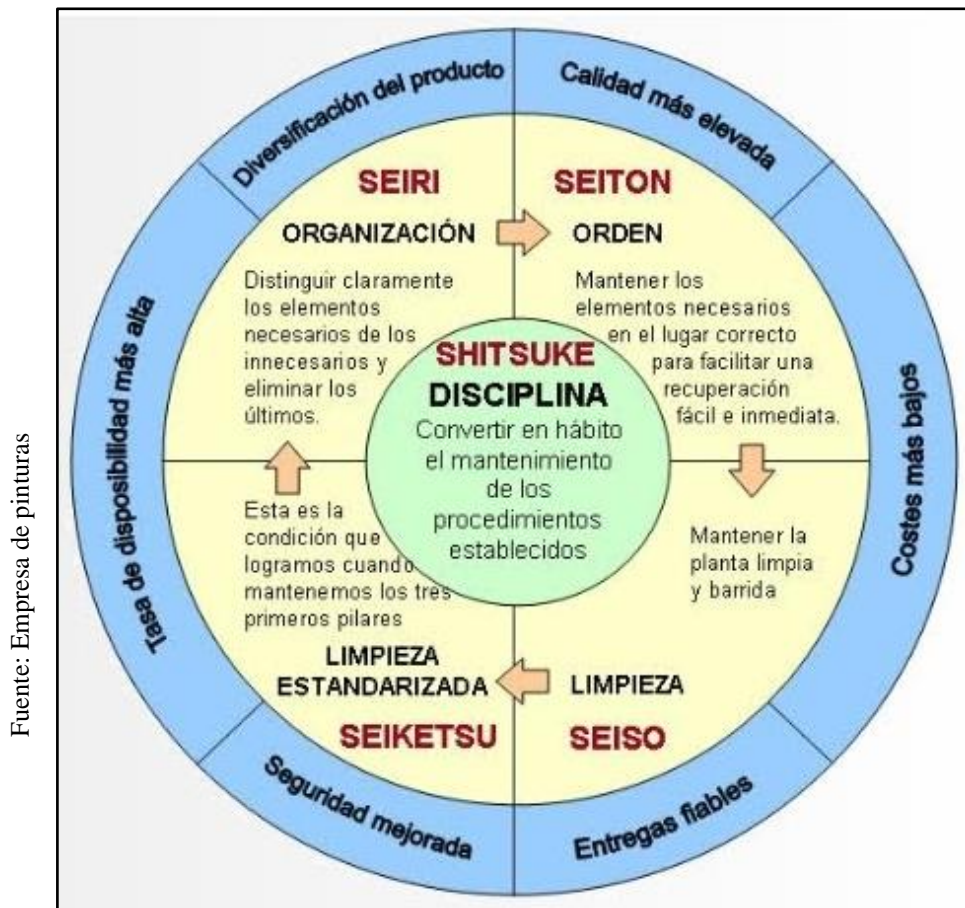 Diversificación del producto
Calidad más elevada
Costes más bajos
Entregas fiables
Seguridad mejorada
Tasa de disposibilidad más alta
SEIRI
ORGANIZACIÓN
Distinguir claramente
los elementos
necesarios de los
innecesarios y
eliminar los
últimos.
SEITON
ORDEN
Mantener los
elementos necesarios
en el lugar correcto
para facilitar una
recuperación
fácil e inmediata.
SHITSUKE
DISCIPLINA
Convertir en hábito
el mantenimiento
de los
procedimientos
establecidos
Mantener la
planta limpia
y barrida
LIMPIEZA
SEISO
Esta es la
condición que
logramos cuando
mantenemos los tres
primeros pilares
LIMPIEZA
ESTANDARIZADA
SEIKETSU
Fuente: Empresa de pinturas